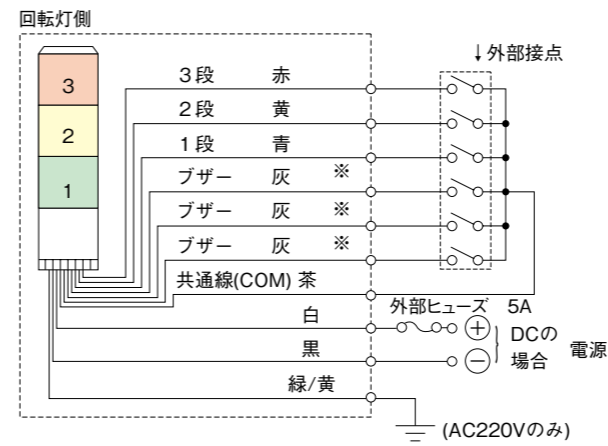 回転灯側
↓外部接点
3
2
1
3段 赤
2段 黄
1段 青
ブザー 灰 ※
ブザー 灰 ※
ブザー 灰 ※
共通線(COM) 茶
外部ヒューズ 5A
白
黒
緑/黄
+
−
DCの
場合
電源
(AC220Vのみ)